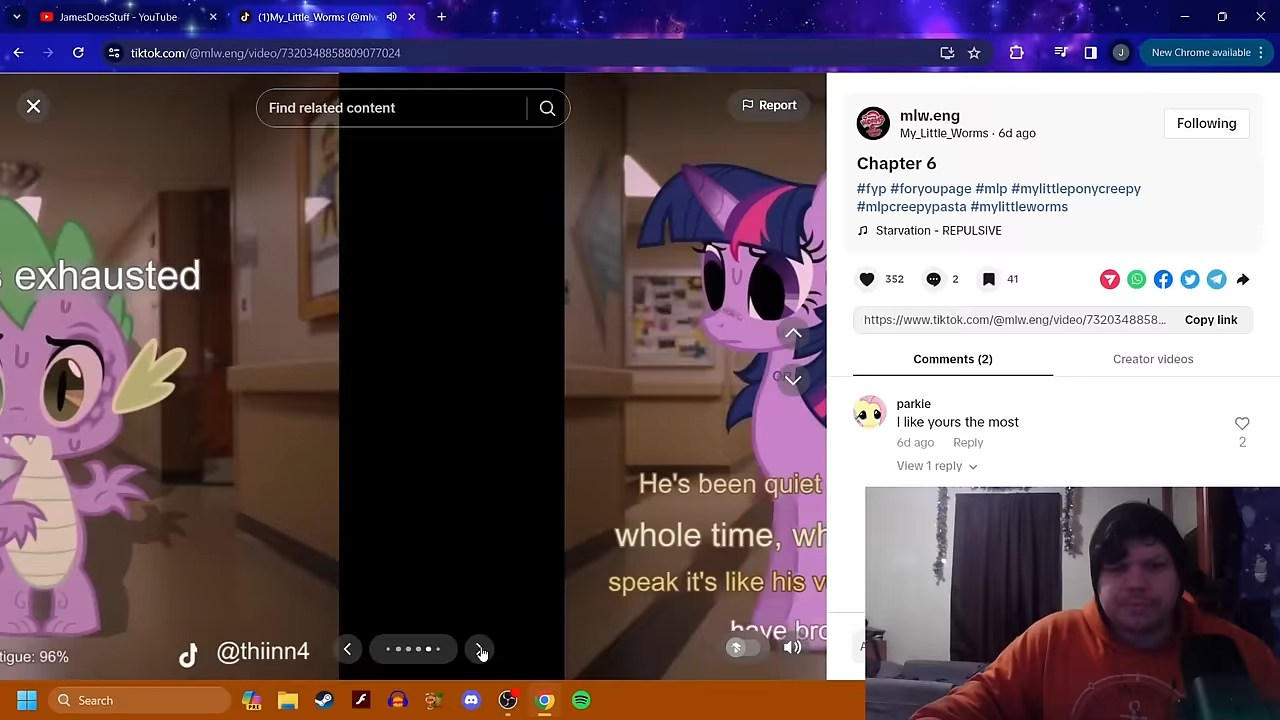 JamesDoesStuff - YouTube
(1)My_Little_Worms (@mlw
tiktok.com/@mlw.eng/video/7320348858809077024
J
New Chrome available
Find related content
Report
exhausted
He's been quiet
whole time, wh
speak it's like his v
have bro
tigue: 96%
@thiinn4
mlw.eng
My_Little_Worms · 6d ago
Following
Chapter 6
#fyp #foryoupage #mlp #mylittleponycreepy
#mlpcreepypasta #mylittleworms
Starvation - REPULSIVE
352
2
41
https://www.tiktok.com/@mlw.eng/video/7320348858...
Copy link
Comments (2)
Creator videos
parkie
I like yours the most
6d ago
Reply
2
View 1 reply
Search